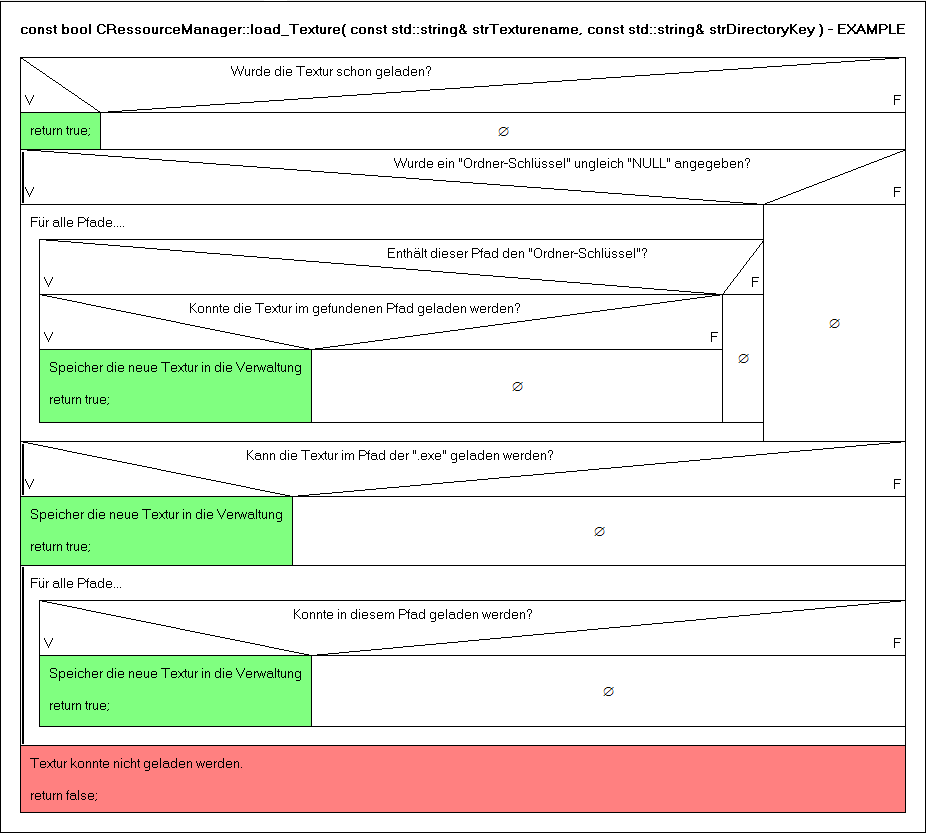 const bool CRessourceManager::load_Texture( const std::string& strTexturename, const std::string& strDirectoryKey ) - EXAMPLE
Wurde die Textur schon geladen?
V
F
return true;
∅
Wurde ein "Ordner-Schlüssel" ungleich "NULL" angegeben?
V
F
Für alle Pfade....
Enthält dieser Pfad den "Ordner-Schlüssel"?
V
F
Konnte die Textur im gefundenen Pfad geladen werden?
V
F
Speicher die neue Textur in die Verwaltung
return true;
∅
∅
∅
Kann die Textur im Pfad der ".exe" geladen werden?
V
F
Speicher die neue Textur in die Verwaltung
return true;
∅
Für alle Pfade...
Konnte in diesem Pfad geladen werden?
V
F
Speicher die neue Textur in die Verwaltung
return true;
∅
Textur konnte nicht geladen werden.
return false;